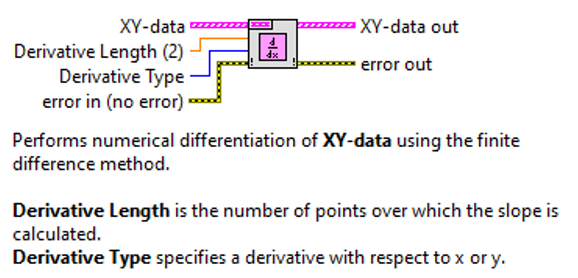 XY-data
XY-data out
Derivative Length (2)
d
dx
Derivative Type
error out
error in (no error)
Performs numerical differentiation of XY-data using the finite
difference method.
Derivative Length is the number of points over which the slope is
calculated.
Derivative Type specifies a derivative with respect to x or y.